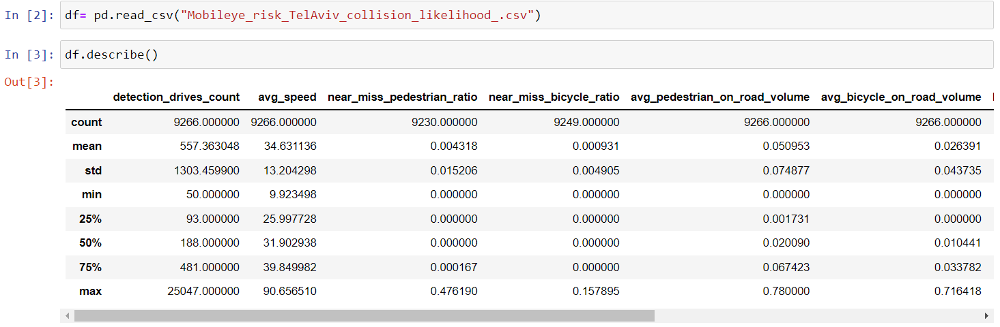 In [2]: df= pd.read_csv("Mobileye_risk_TelAviv_collision_likelihood_.csv")
In [3]: df.describe()
Out[3]:
detection_drives_count avg_speed near_miss_pedestrian_ratio near_miss_bicycle_ratio avg_pedestrian_on_road_volume avg_bicycle_on_road_volume
count 9266.000000 9266.000000 9230.000000 9249.000000 9266.000000 9266.000000
mean 557.363048 34.631136 0.004318 0.000931 0.050953 0.026391
std 1303.459900 13.204298 0.015206 0.004905 0.074877 0.043735
min 50.000000 9.923498 0.000000 0.000000 0.000000 0.000000
25% 93.000000 25.997728 0.000000 0.000000 0.001731 0.000000
50% 188.000000 31.902938 0.000000 0.000000 0.020090 0.010441
75% 481.000000 39.849982 0.000167 0.000000 0.067423 0.033782
max 25047.000000 90.656510 0.476190 0.157895 0.780000 0.716418